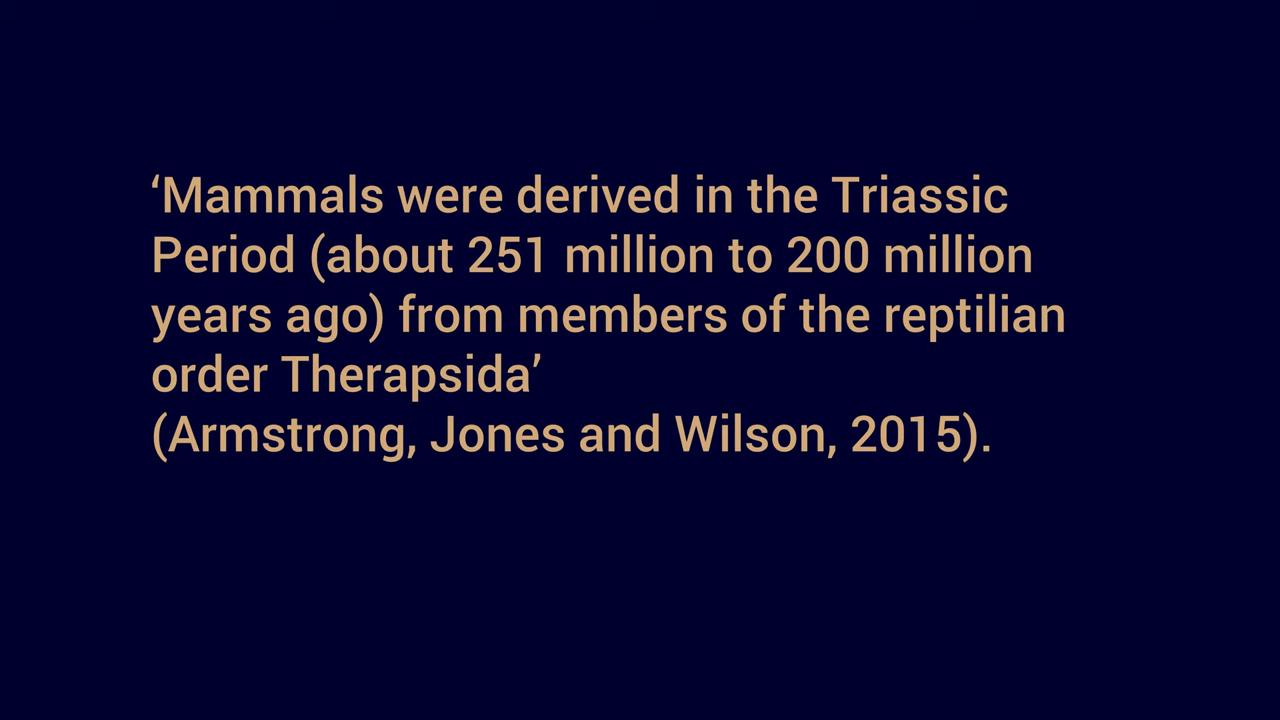 ‘Mammals were derived in the Triassic
Period (about 251 million to 200 million
years ago) from members of the reptilian
order Therapsida’
(Armstrong, Jones and Wilson, 2015).